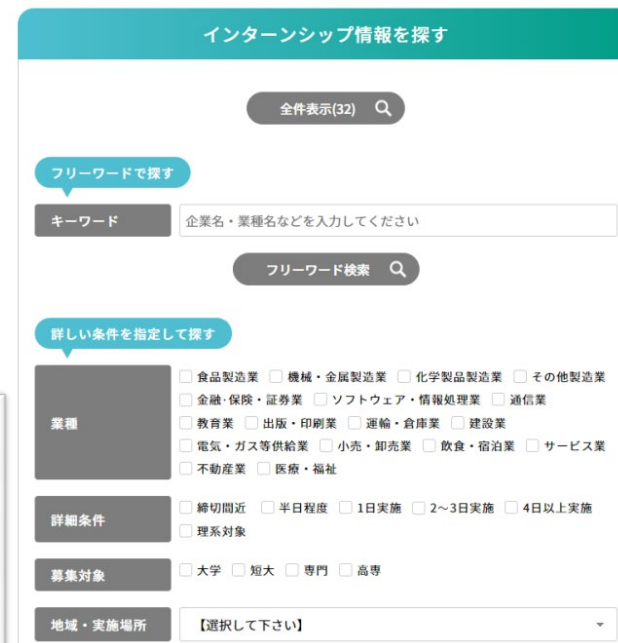 インターンシップ情報を探す
全件表示(32)
フリーワードで探す
キーワード 企業名・業種名などを入力してください
フリーワード検索
詳しい条件を指定して探す
業種
食品製造業 機械・金属製造業 化学製品製造業 その他製造業
金融・保険・証券業 ソフトウェア・情報処理業 通信業
教育業 出版・印刷業 運輸・倉庫業 建設業
電気・ガス等供給業 小売・卸売業 飲食・宿泊業 サービス業
不動産業 医療・福祉
詳細条件
締切間近 半日程度 1日実施 2〜3日実施 4日以上実施
理系対象
募集対象 大学 短大 専門 高専
地域・実施場所 【選択して下さい】